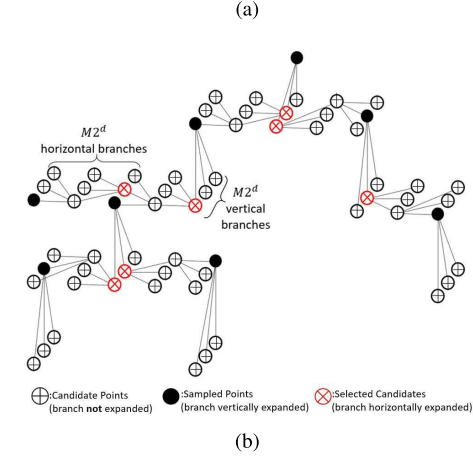 (a)
M2^d
horizontal branches
M2^d
vertical
branches
:Candidate Points
(branch not expanded)
:Sampled Points
(branch vertically expanded)
:Selected Candidates
(branch horizontally expanded)
(b)